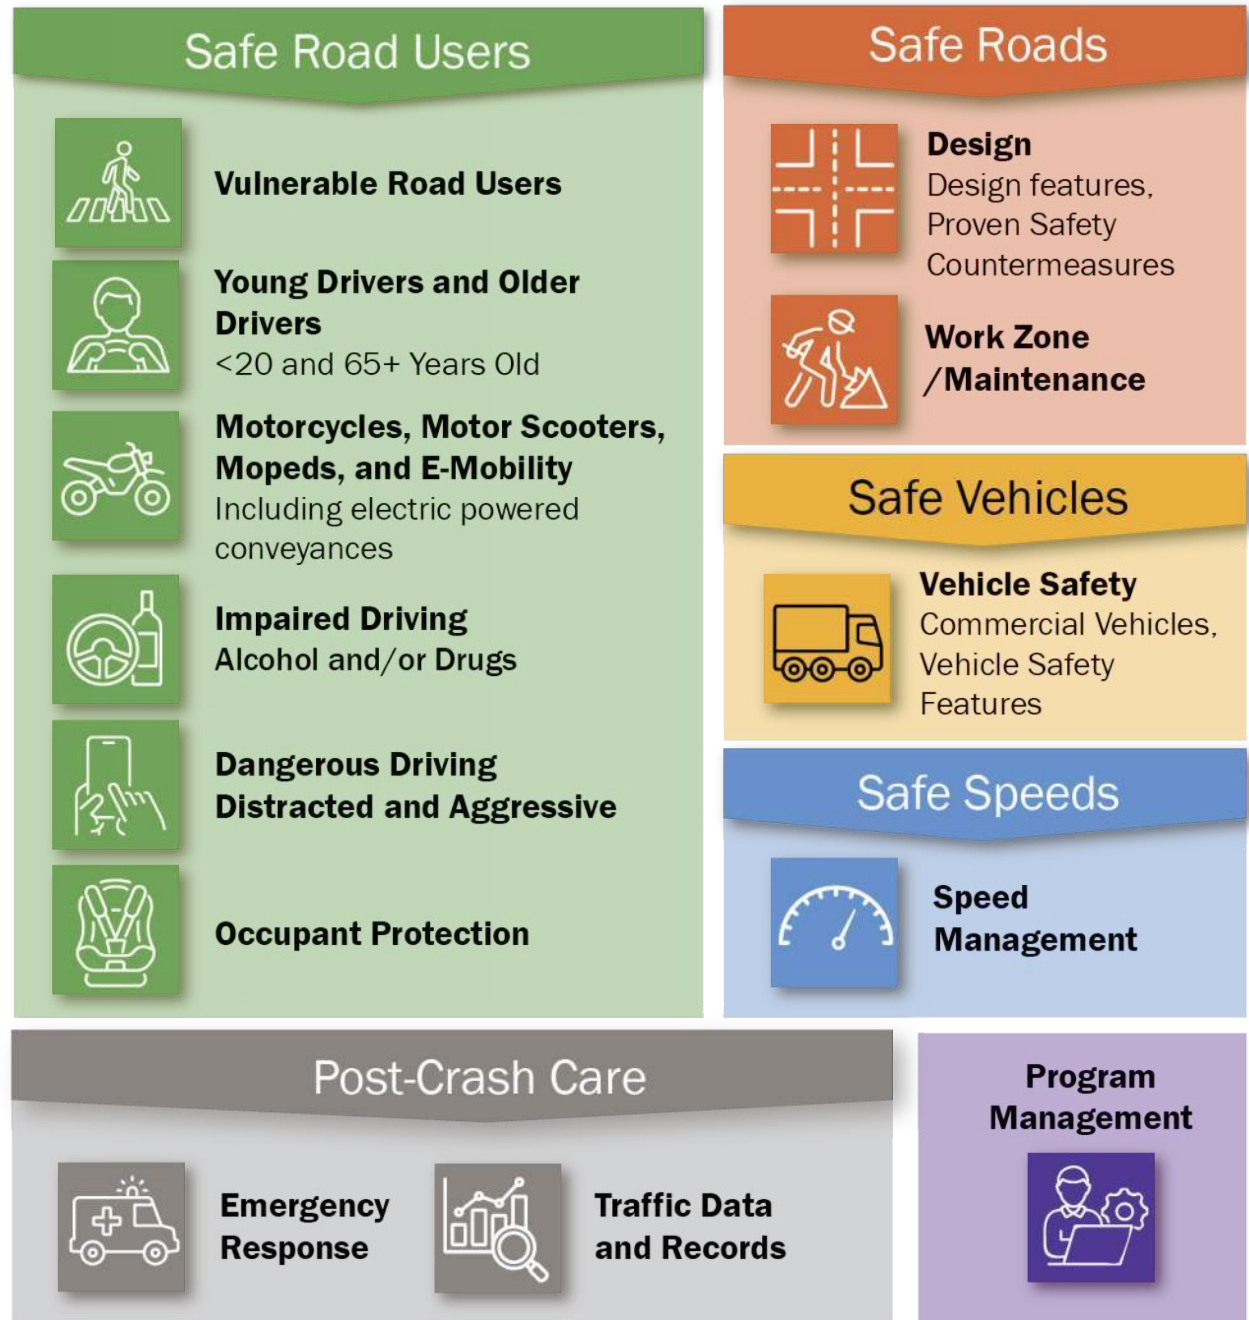 Safe Road Users
Vulnerable Road Users
Young Drivers and Older
Drivers
<20 and 65+ Years Old
Motorcycles, Motor Scooters,
Mopeds, and E-Mobility
Including electric powered
conveyances
Impaired Driving
Alcohol and/or Drugs
Dangerous Driving
Distracted and Aggressive
Occupant Protection
Safe Roads
Design
Design features,
Proven Safety
Countermeasures
Work Zone
/Maintenance
Safe Vehicles
Vehicle Safety
Commercial Vehicles,
Vehicle Safety
Features
Safe Speeds
Speed
Management
Post-Crash Care
Emergency
Response
Traffic Data
and Records
Program
Management